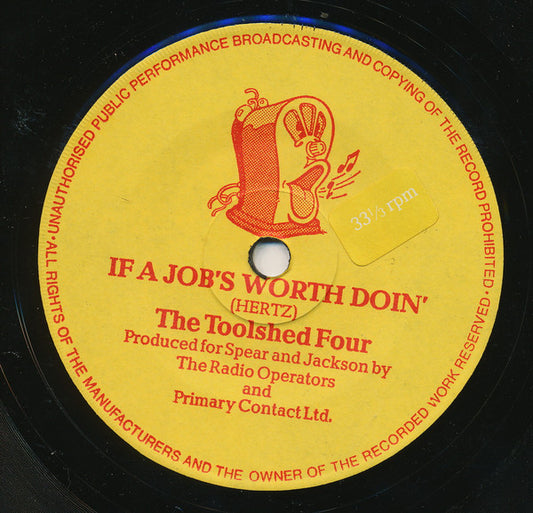 · UNAUTHORISED PUBLIC PERFORMANCE BROADCASTING AND COPYING OF THE RECORD PROHIBITED ·
33 1/3 rpm
IF A JOB'S WORTH DOIN'
(HERTZ)
The Toolshed Four
Produced for Spear and Jackson by
The Radio Operators
and
Primary Contact Ltd.
ALL RIGHTS OF THE MANUFACTURERS AND THE OWNER OF THE RECORDED WORK RESERVED